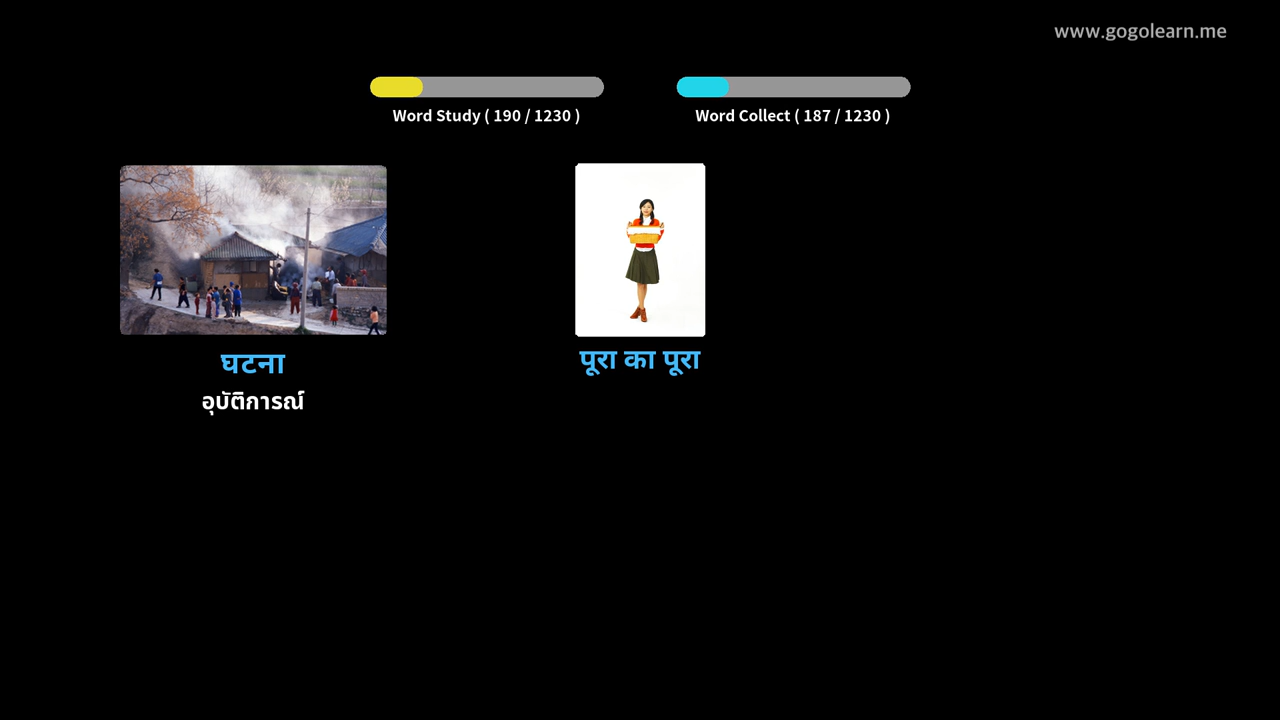 www.gogolearn.me
Word Study ( 190 / 1230 )
Word Collect ( 187 / 1230 )
घटना
อุบัติการณ์
पूरा का पूरा